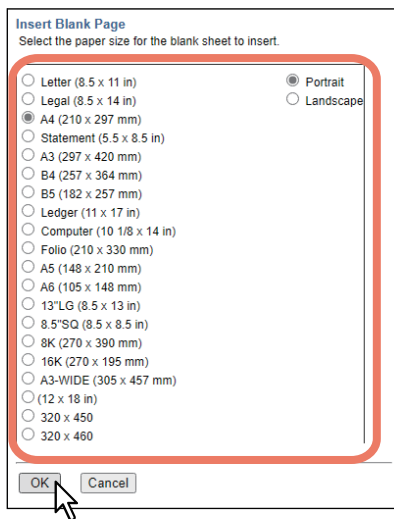 Insert Blank Page
Select the paper size for the blank sheet to insert.
Letter (8.5 x 11 in)
Portrait
Legal (8.5 x 14 in)
Landscape
A4 (210 x 297 mm)
Statement (5.5 x 8.5 in)
A3 (297 x 420 mm)
B4 (257 x 364 mm)
B5 (182 x 257 mm)
Ledger (11 x 17 in)
Computer (10 1/8 x 14 in)
Folio (210 x 330 mm)
A5 (148 x 210 mm)
A6 (105 x 148 mm)
13"LG (8.5 x 13 in)
8.5"SQ (8.5 x 8.5 in)
8K (270 x 390 mm)
16K (270 x 195 mm)
A3-WIDE (305 x 457 mm)
(12 x 18 in)
320 x 450
320 x 460
OK
Cancel